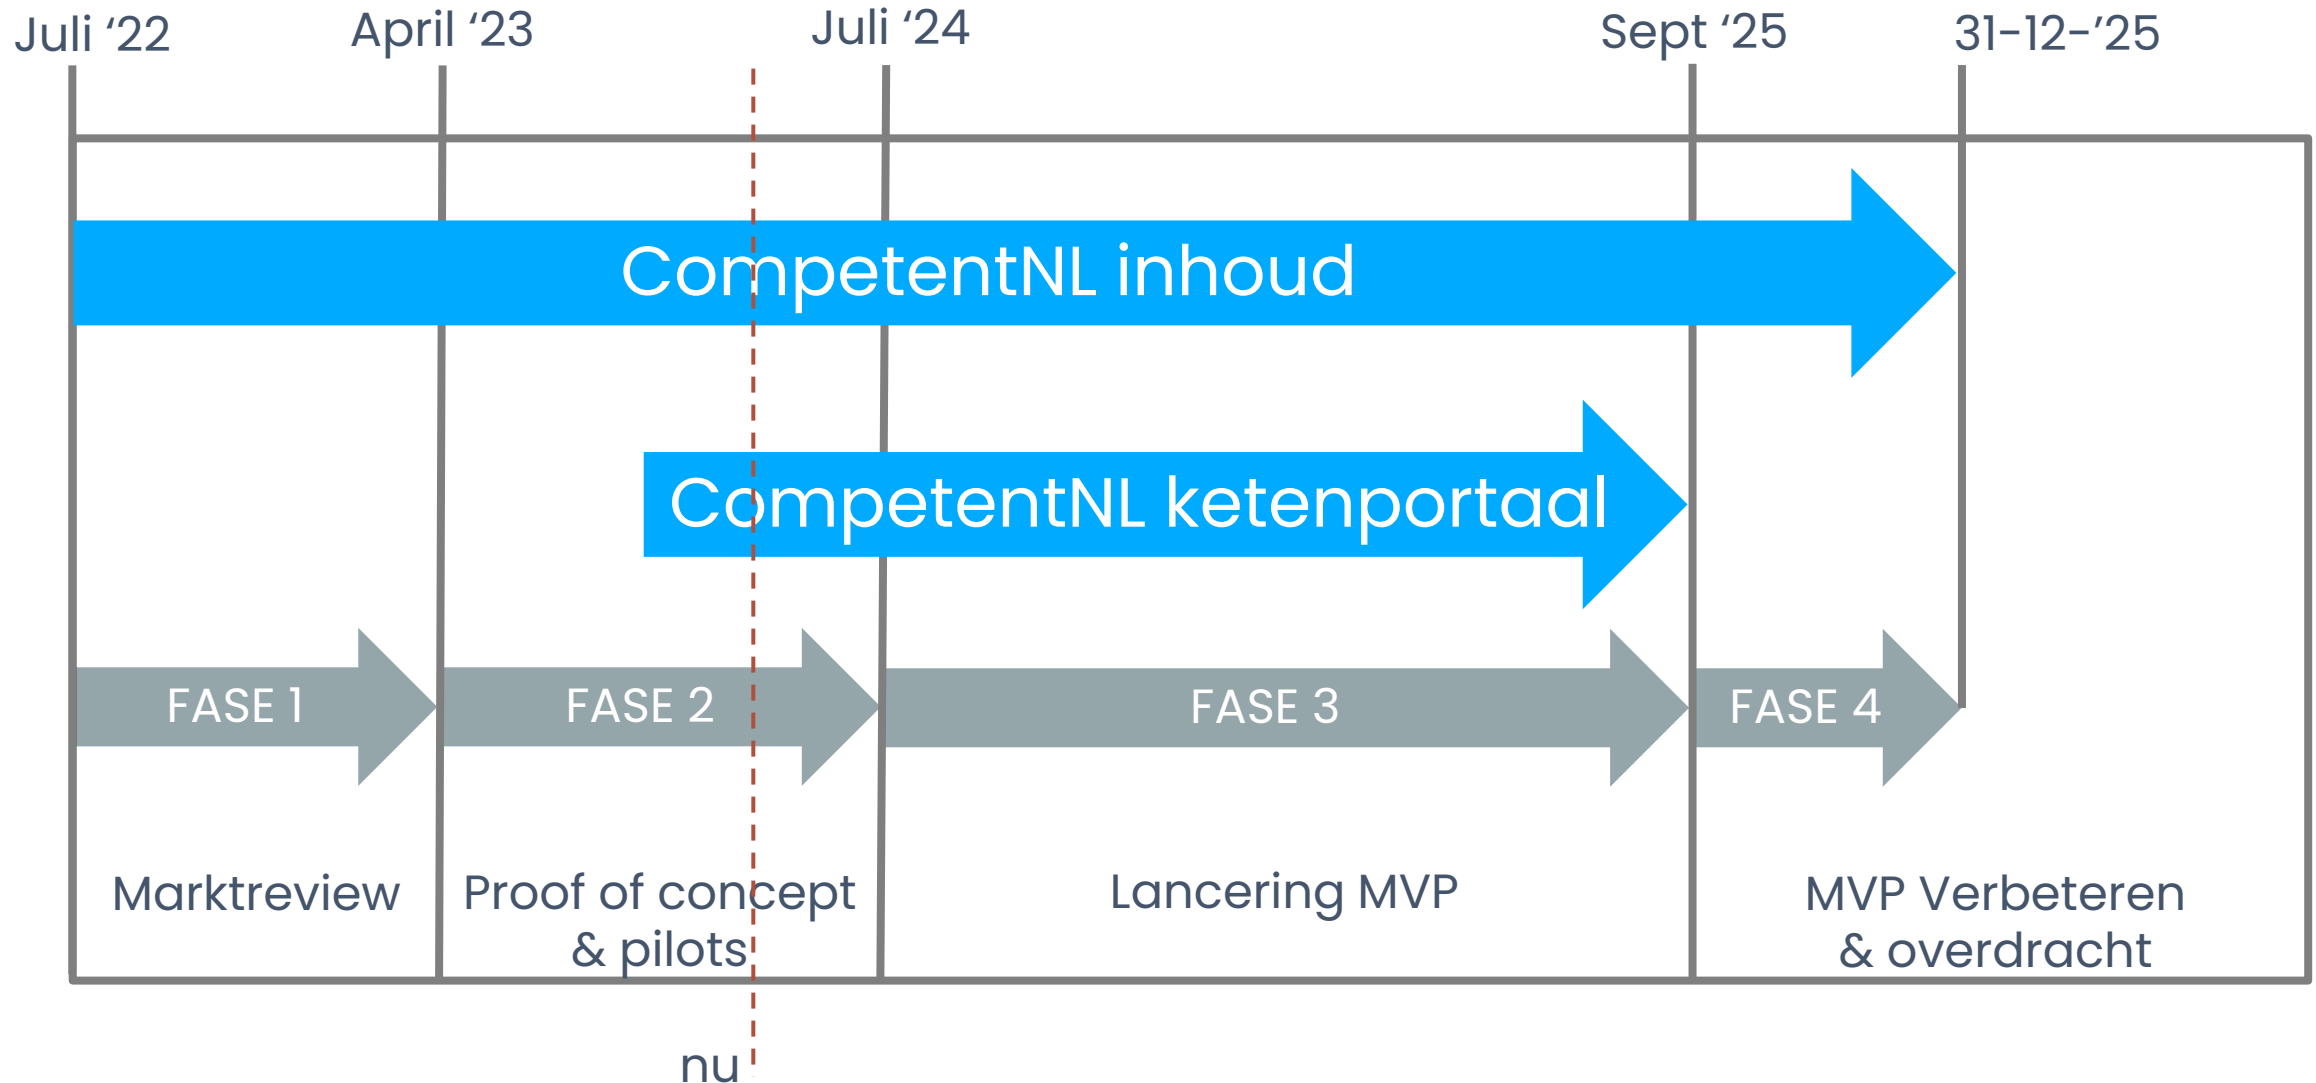 Juli ‘22
April ‘23
Juli ‘24
Sept ‘25
31-12-’25
CompetentNL inhoud
CompetentNL ketenportaal
FASE 1
FASE 2
FASE 3
FASE 4
Marktreview
Proof of concept
& pilots
Lancering MVP
MVP Verbeteren
& overdracht
nu